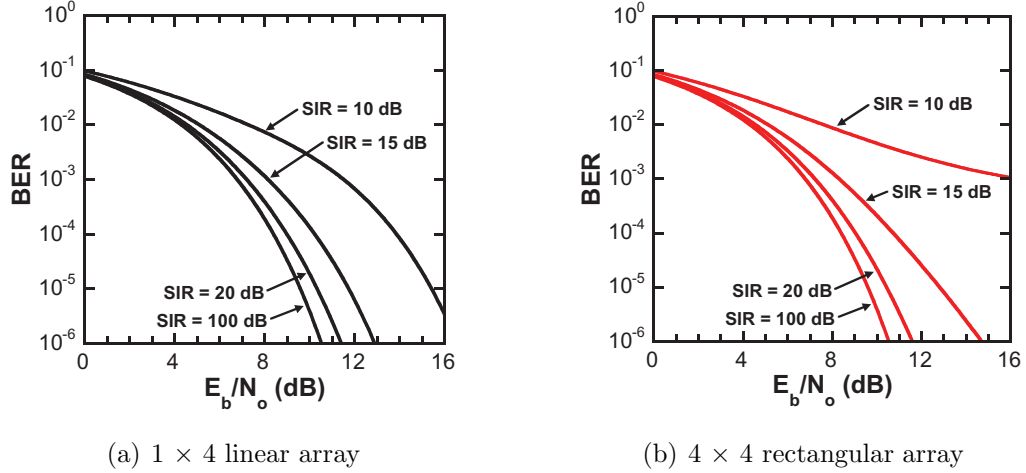 10^0
10^-1
10^-2
10^-3
10^-4
10^-5
10^-6
BER
SIR = 10 dB
SIR = 15 dB
SIR = 20 dB
SIR = 100 dB
0 4 8 12 16
E_b/N_o (dB)
(a) 1 × 4 linear array
10^0
10^-1
10^-2
10^-3
10^-4
10^-5
10^-6
BER
SIR = 10 dB
SIR = 15 dB
SIR = 20 dB
SIR = 100 dB
0 4 8 12 16
E_b/N_o (dB)
(b) 4 × 4 rectangular array